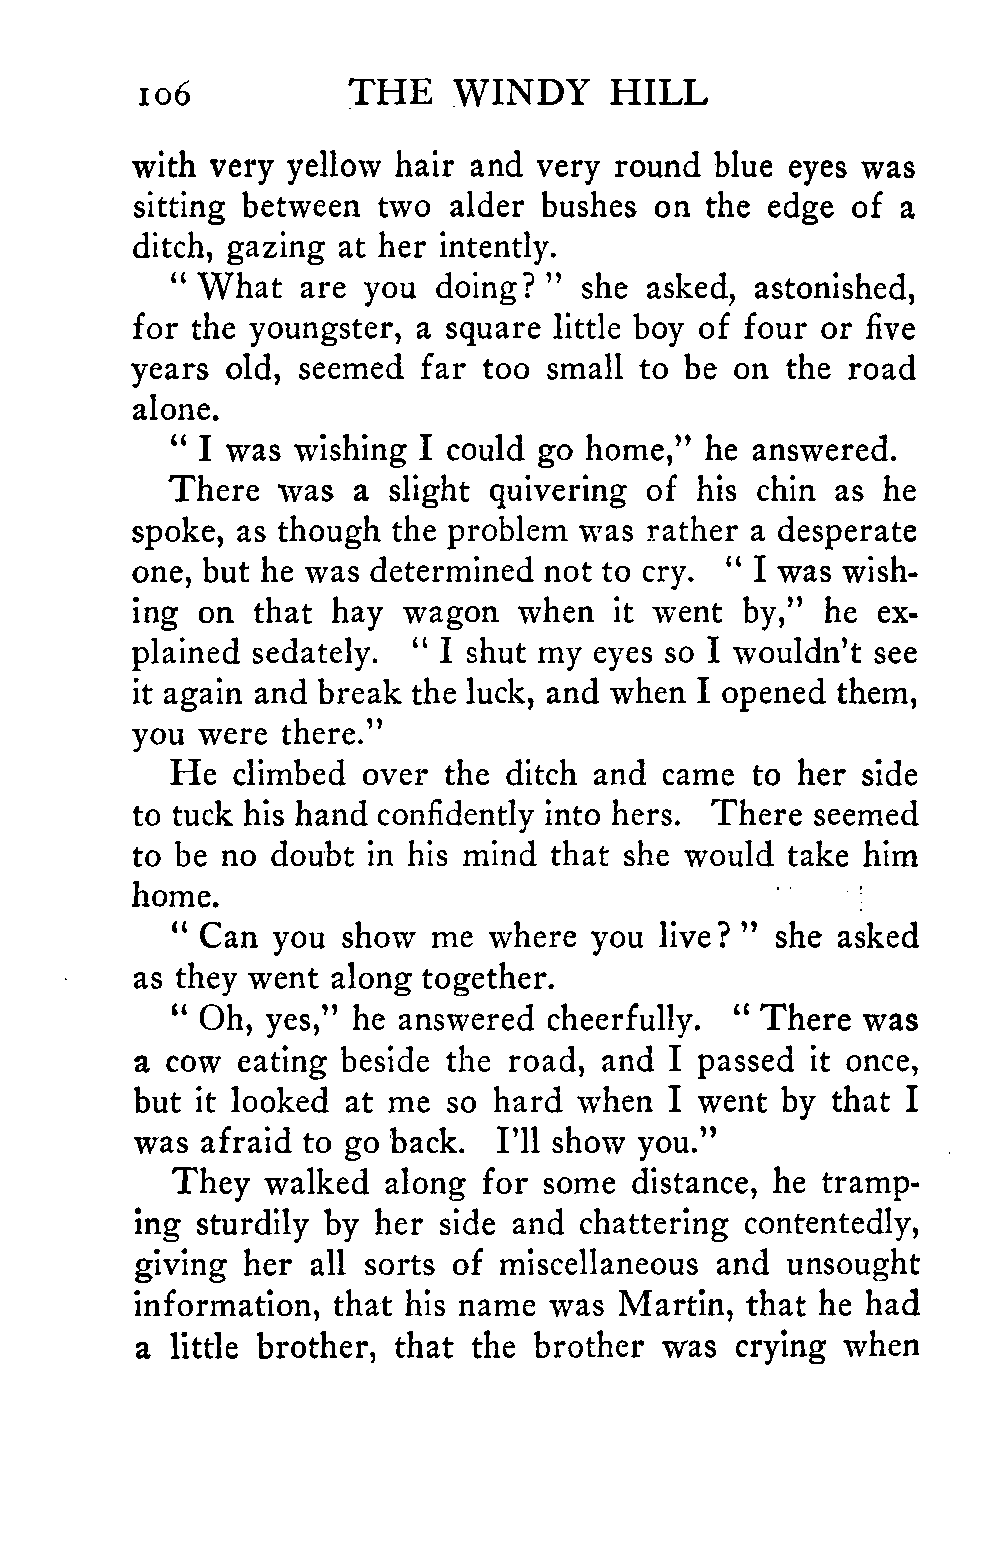 106 THE WINDY HILL
with very yellow hair and very round blue eyes was
sitting between two alder bushes on the edge of a
ditch, gazing at her intently.
“ What are you doing? ” she asked, astonished,
for the youngster, a square little boy of four or five
years old, seemed far too small to be on the road
alone.
“ I was wishing I could go home,” he answered.
There was a slight quivering of his chin as he
spoke, as though the problem was rather a desperate
one, but he was determined not to cry. “ I was wish-
ing on that hay wagon when it went by,” he ex-
plained sedately. “ I shut my eyes so I wouldn’t see
it again and break the luck, and when I opened them,
you were there.”
He climbed over the ditch and came to her side
to tuck his hand confidently into hers. There seemed
to be no doubt in his mind that she would take him
home.
“ Can you show me where you live? ” she asked
as they went along together.
“ Oh, yes,” he answered cheerfully. “ There was
a cow eating beside the road, and I passed it once,
but it looked at me so hard when I went by that I
was afraid to go back. I’ll show you.”
They walked along for some distance, he tramp-
ing sturdily by her side and chattering contentedly,
giving her all sorts of miscellaneous and unsought
information, that his name was Martin, that he had
a little brother, that the brother was crying when